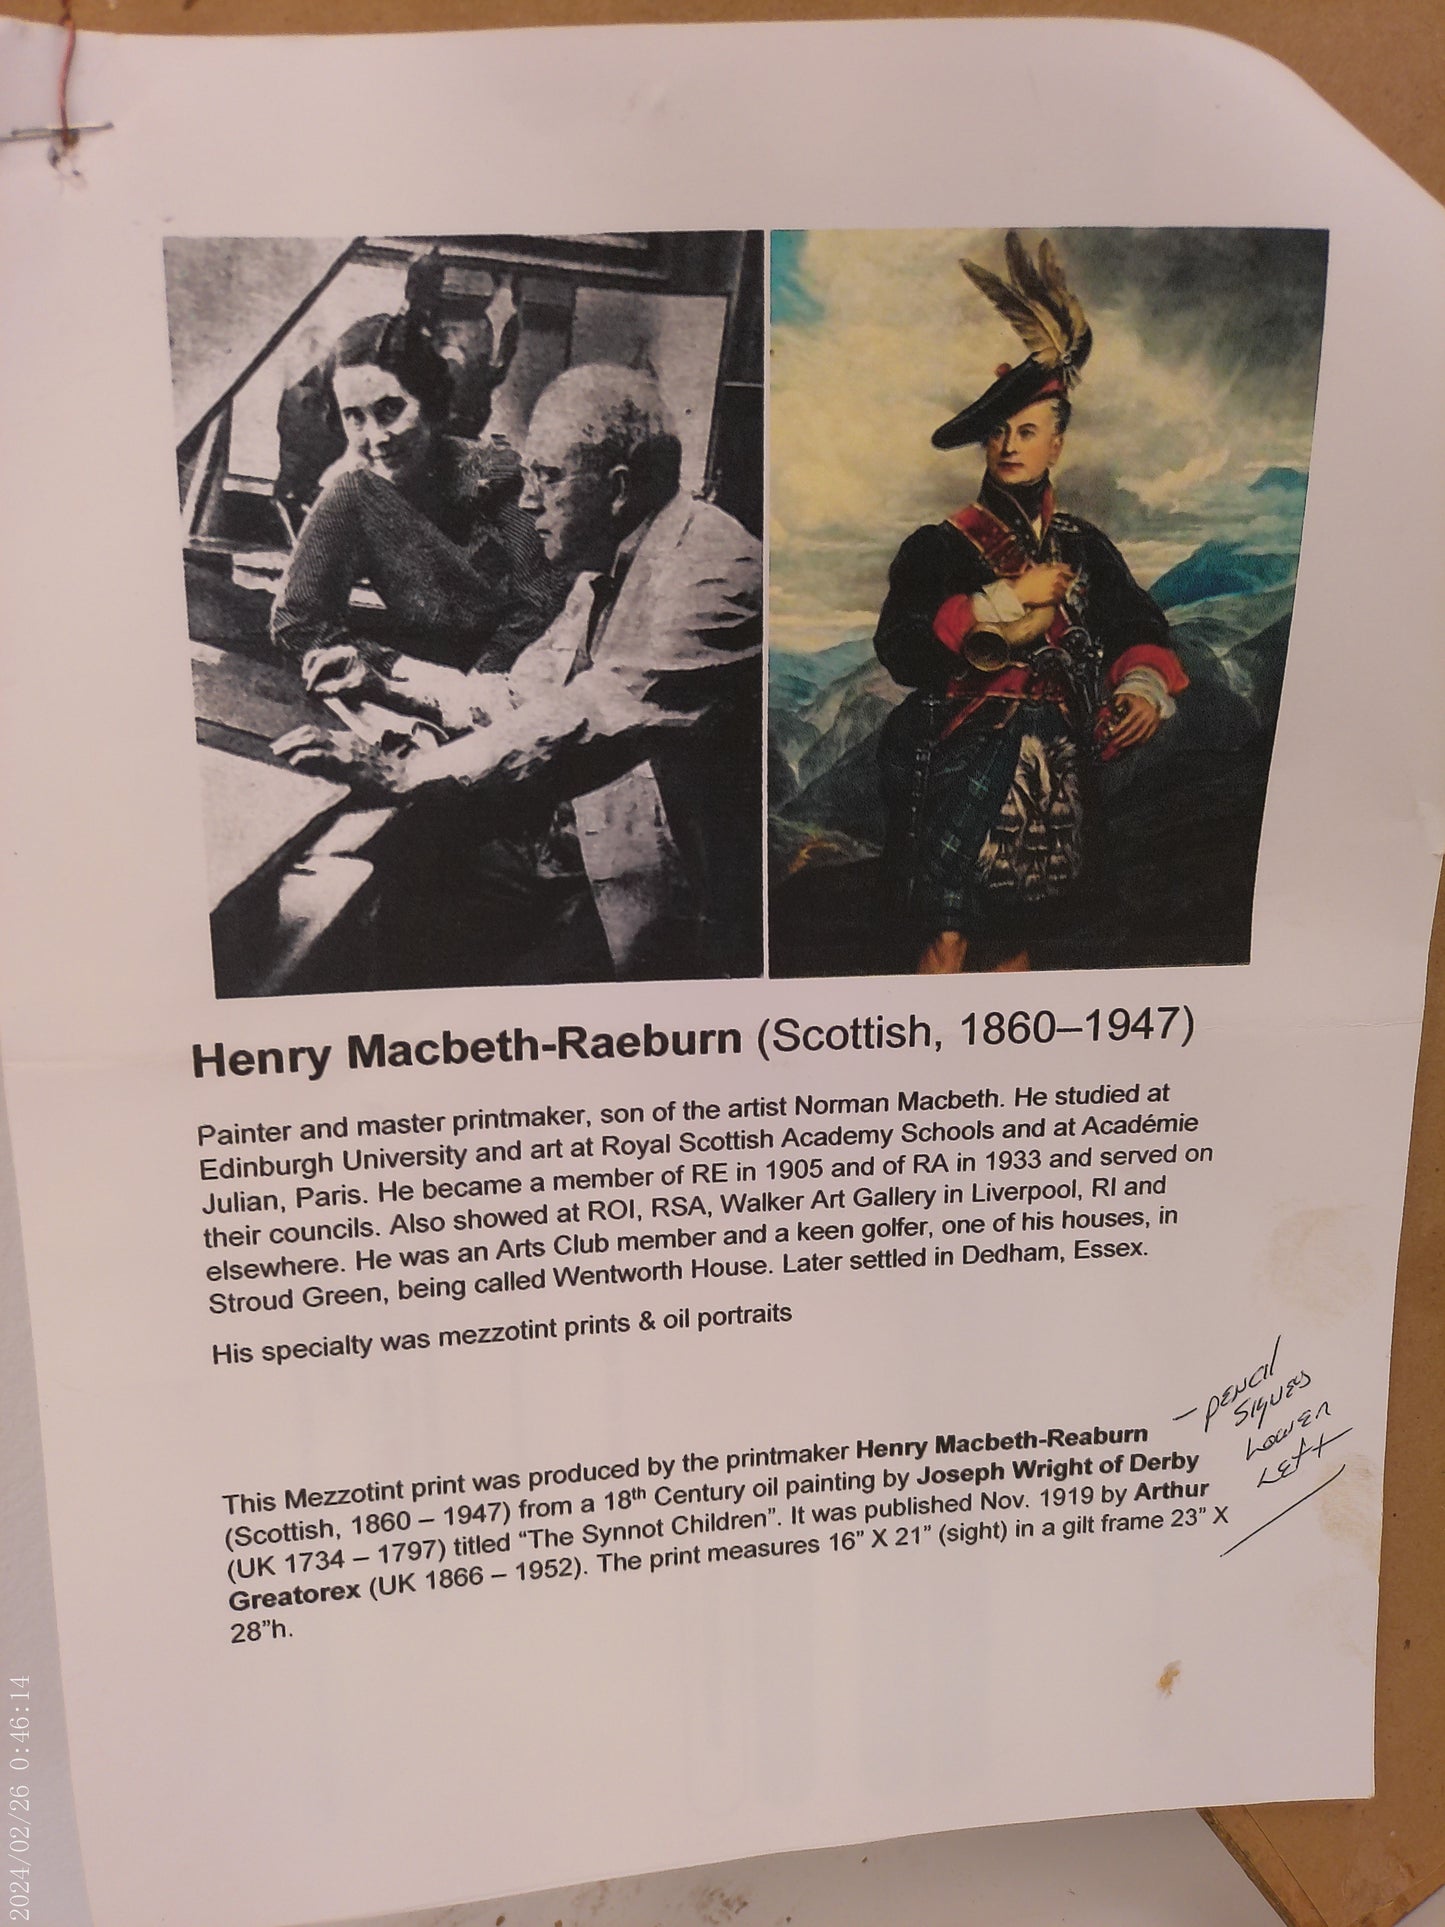 Henry Macbeth-Raeburn (Scottish, 1860–1947)
Painter and master printmaker, son of the artist Norman Macbeth. He studied at
Edinburgh University and art at Royal Scottish Academy Schools and at Académie
Julian, Paris. He became a member of RE in 1905 and of RA in 1933 and served on
their councils. Also showed at ROI, RSA, Walker Art Gallery in Liverpool, RI and
elsewhere. He was an Arts Club member and a keen golfer, one of his houses, in
Stroud Green, being called Wentworth House. Later settled in Dedham, Essex.
His specialty was mezzotint prints & oil portraits
– PENCIL
SIGNED
LOWER
LEFT
This Mezzotint print was produced by the printmaker Henry Macbeth-Reaburn
(Scottish, 1860 – 1947) from a 18th Century oil painting by Joseph Wright of Derby
(UK 1734 – 1797) titled “The Synnot Children”. It was published Nov. 1919 by Arthur
Greatorex (UK 1866 – 1952). The print measures 16” X 21” (sight) in a gilt frame 23” X
28”h.
2024/02/26 0:46:14